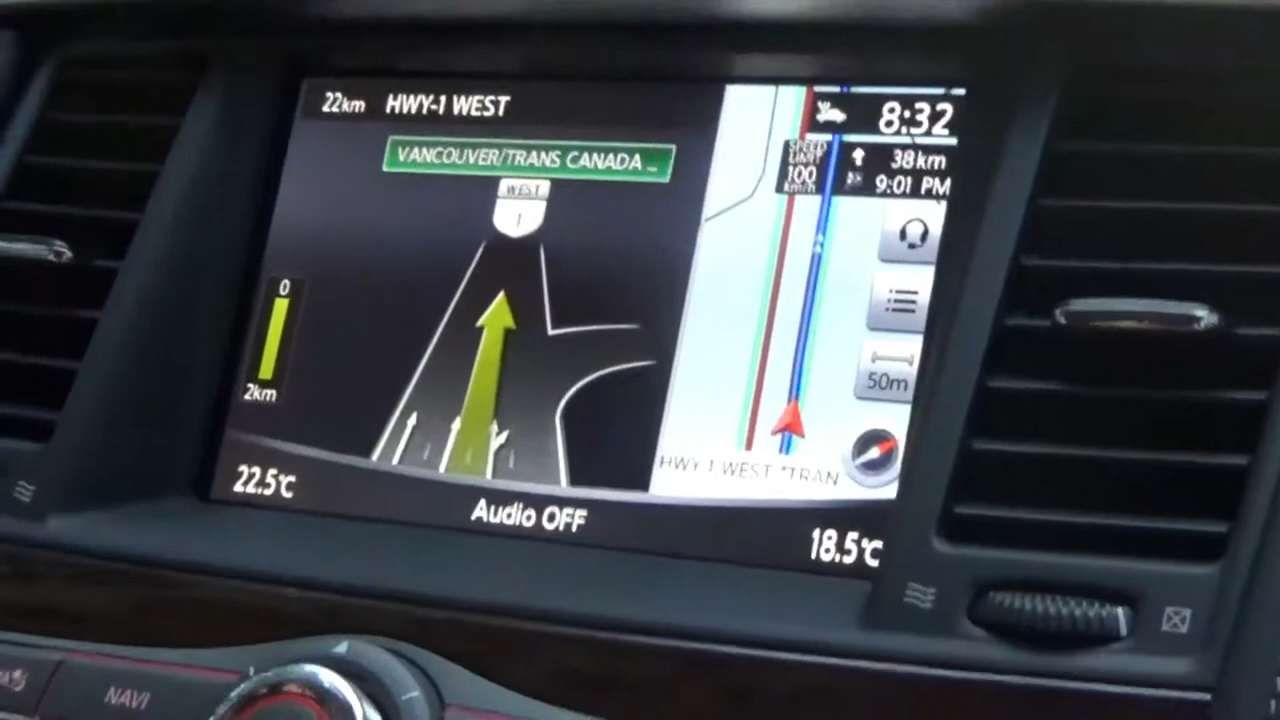 22km HWY-1 WEST
VANCOUVER/TRANS CANADA ...
WEST
1
0
2km
8:32
SPEED
LIMIT
100
km/h
38km
9:01 PM
50m
HWY 1 WEST *TRAN
22.5°C
Audio OFF
18.5°C
NAVI